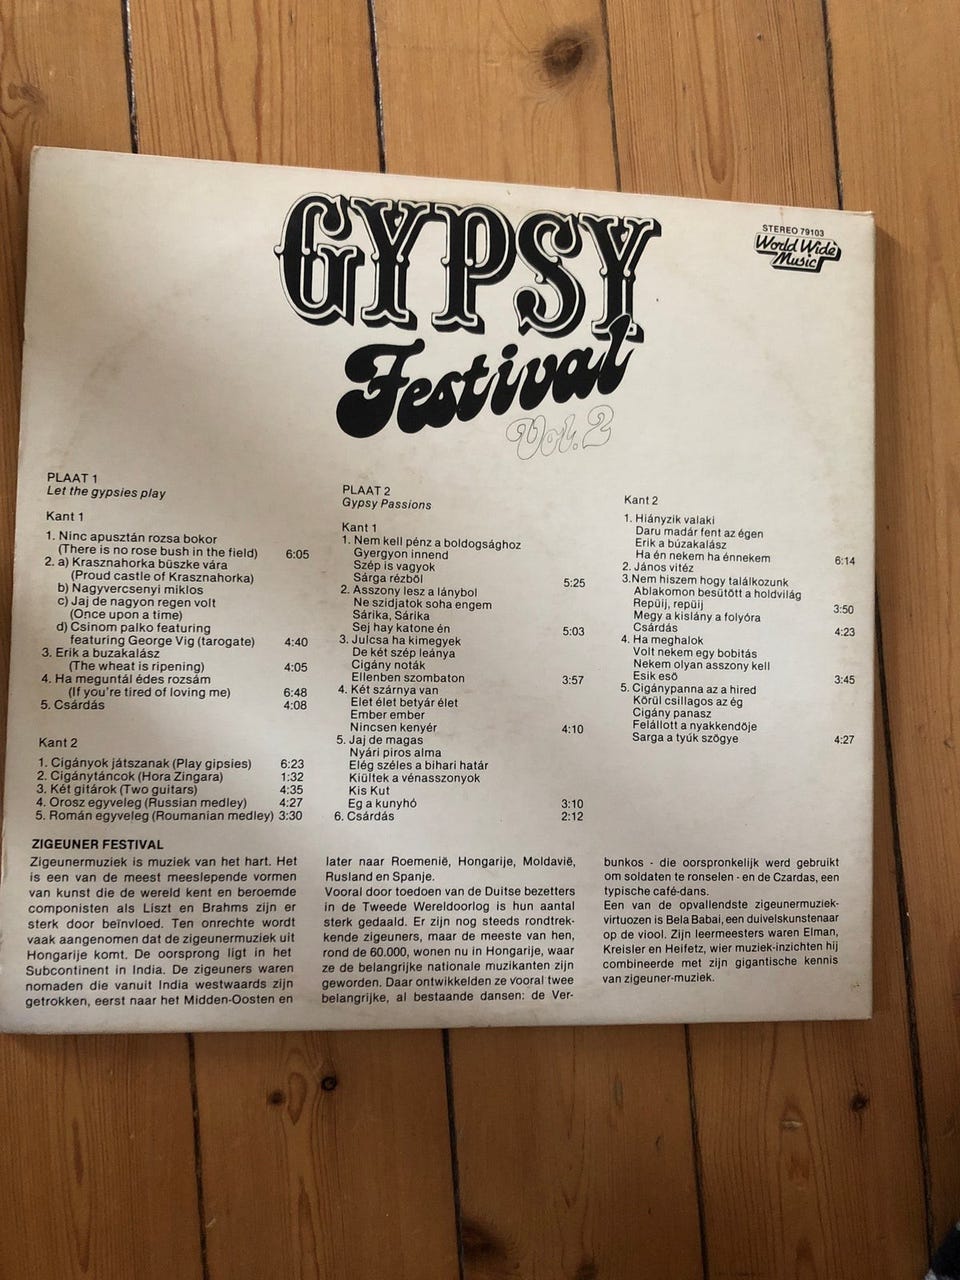 GYPSY
Festival
Vol. 2
STEREO 79103
World Wide
Music
PLAAT 1
Let the gypsies play
Kant 1
1. Ninc apusztán rozsa bokor
(There is no rose bush in the field) 6:05
2. a) Krasznahorka büszke vára
(Proud castle of Krasznahorka)
b) Nagyvercsenyi miklos
c) Jaj de nagyon regen volt
(Once upon a time)
d) Csinom palko featuring
featuring George Vig (tarogate) 4:40
3. Erik a buzakalász
(The wheat is ripening) 4:05
4. Ha meguntál édes rozsám
(If you're tired of loving me) 6:48
5. Csárdás 4:08
Kant 2
1. Cigányok játszanak (Play gipsies) 6:23
2. Cigánytáncok (Hora Zingara) 1:32
3. Két gitárok (Two guitars) 4:35
4. Orosz egyveleg (Russian medley) 4:27
5. Román egyveleg (Roumanian medley) 3:30
PLAAT 2
Gypsy Passions
Kant 1
1. Nem kell pénz a boldogsághoz
Gyergyon innend
Szép is vagyok
Sárga rézböl 5:25
2. Asszony lesz a lánybol
Ne szidjatok soha engem
Sárika, Sárika
Sej hay katone én 5:03
3. Julcsa ha kimegyek
De két szép leánya
Cigány noták
Ellenben szombaton 3:57
4. Két szárnya van
Elet élet betyár élet
Ember ember
Nincsen kenyér 4:10
5. Jaj de magas
Nyári piros alma
Elég széles a bihari határ
Kiültek a vénasszonyok
Kis Kut
Eg a kunyhó 3:10
6. Csárdás 2:12
Kant 2
1. Hiányzik valaki
Daru madár fent az égen
Erik a búzakalász
Ha én nekem ha énnekem 6:14
2. János vitéz
3.Nem hiszem hogy találkozunk
Ablakomon besütött a holdvilág
Repüij, repüij 3:50
Megy a kislány a folyóra
Csárdás 4:23
4. Ha meghalok
Volt nekem egy bobitás
Nekem olyan asszony kell
Esik esö 3:45
5. Cigánypanna az a hired
Körül csillagos az ég
Cigány panasz
Felállott a nyakkendöje
Sarga a tyúk szögye 4:27
ZIGEUNER FESTIVAL
Zigeunermuziek is muziek van het hart. Het
is een van de meest meeslepende vormen
van kunst die de wereld kent en beroemde
componisten als Liszt en Brahms zijn er
sterk door beïnvloed. Ten onrechte wordt
vaak aangenomen dat de zigeunermuziek uit
Hongarije komt. De oorsprong ligt in het
Subcontinent in India. De zigeuners waren
nomaden die vanuit India westwaards zijn
getrokken, eerst naar het Midden-Oosten en
later naar Roemenië, Hongarije, Moldavië,
Rusland en Spanje.
Vooral door toedoen van de Duitse bezetters
in de Tweede Wereldoorlog is hun aantal
sterk gedaald. Er zijn nog steeds rondtrek-
kende zigeuners, maar de meeste van hen,
rond de 60.000, wonen nu in Hongarije, waar
ze de belangrijke nationale muzikanten zijn
geworden. Daar ontwikkelden ze vooral twee
belangrijke, al bestaande dansen: de Ver-
bunkos - die oorspronkelijk werd gebruikt
om soldaten te ronselen - en de Czardas, een
typische café-dans.
Een van de opvallendste zigeunermuziek-
virtuozen is Bela Babai, een duivelskunstenaar
op de viool. Zijn leermeesters waren Elman,
Kreisler en Heifetz, wier muziek-inzichten hij
combineerde met zijn gigantische kennis
van zigeuner-muziek.